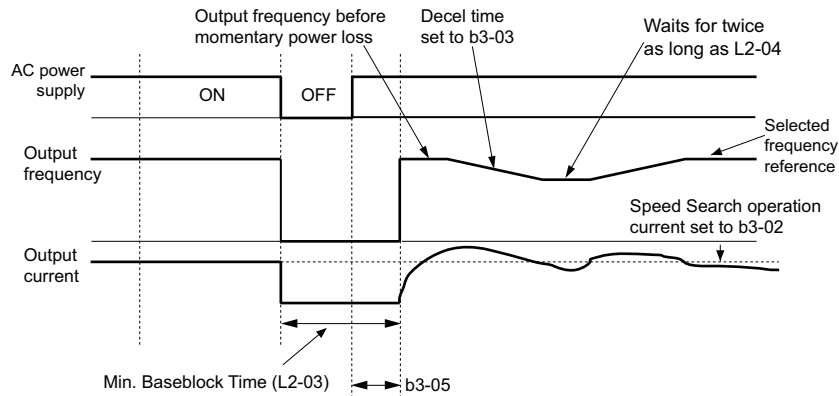 Output frequency before
momentary power loss
Decel time
set to b3-03
Waits for twice
as long as L2-04
AC power
supply
ON
OFF
Output
frequency
Selected
frequency
reference
Speed Search operation
current set to b3-02
Output
current
Min. Baseblock Time (L2-03)
b3-05